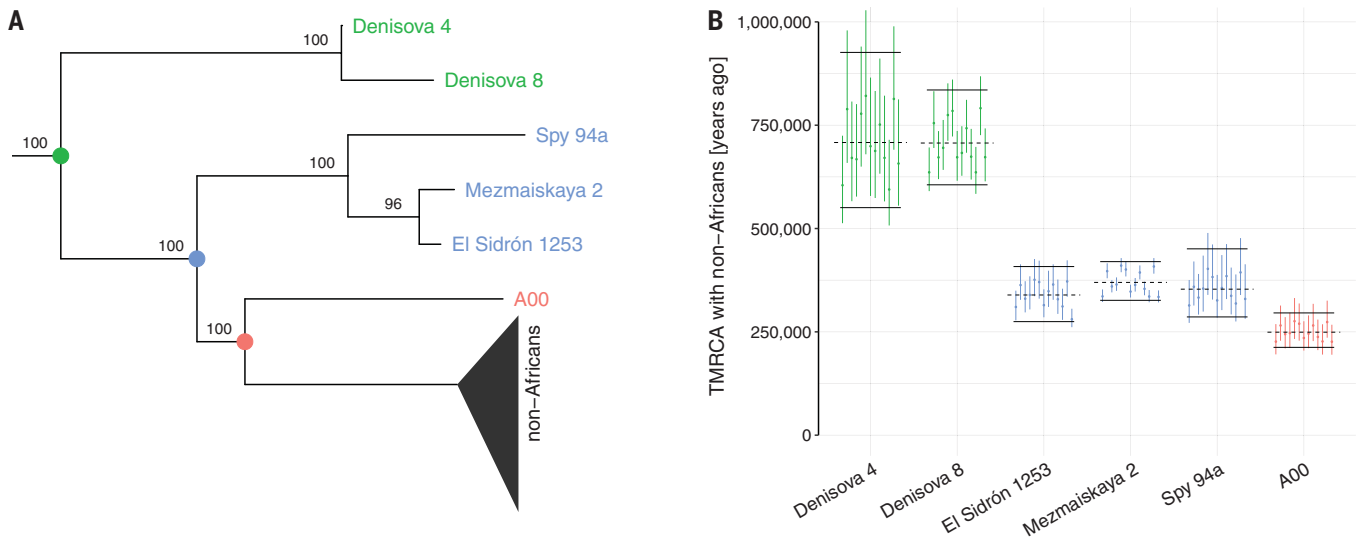 A
100
Denisova 4
Denisova 8
100
Spy 94a
100
Mezmaiskaya 2
96
El Sidrón 1253
100
A00
100
non–Africans
B
TMRCA with non–Africans [years ago]
1,000,000
750,000
500,000
250,000
0
Denisova 4
Denisova 8
El Sidrón 1253
Mezmaiskaya 2
Spy 94a
A00